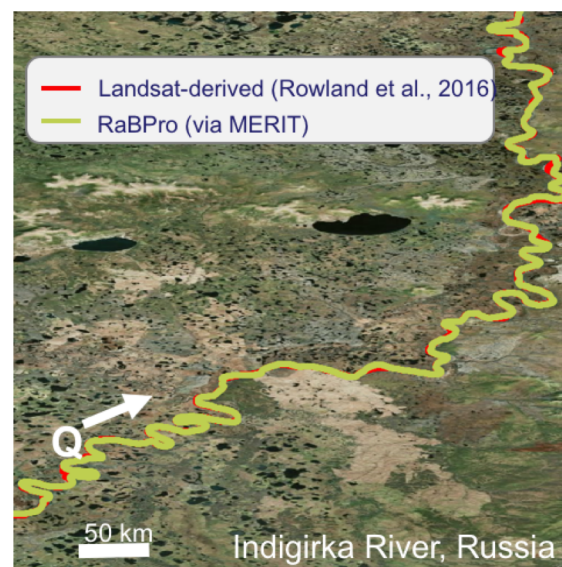 Landsat-derived (Rowland et al., 2016)
RaBPro (via MERIT)
Q
50 km
Indigirka River, Russia